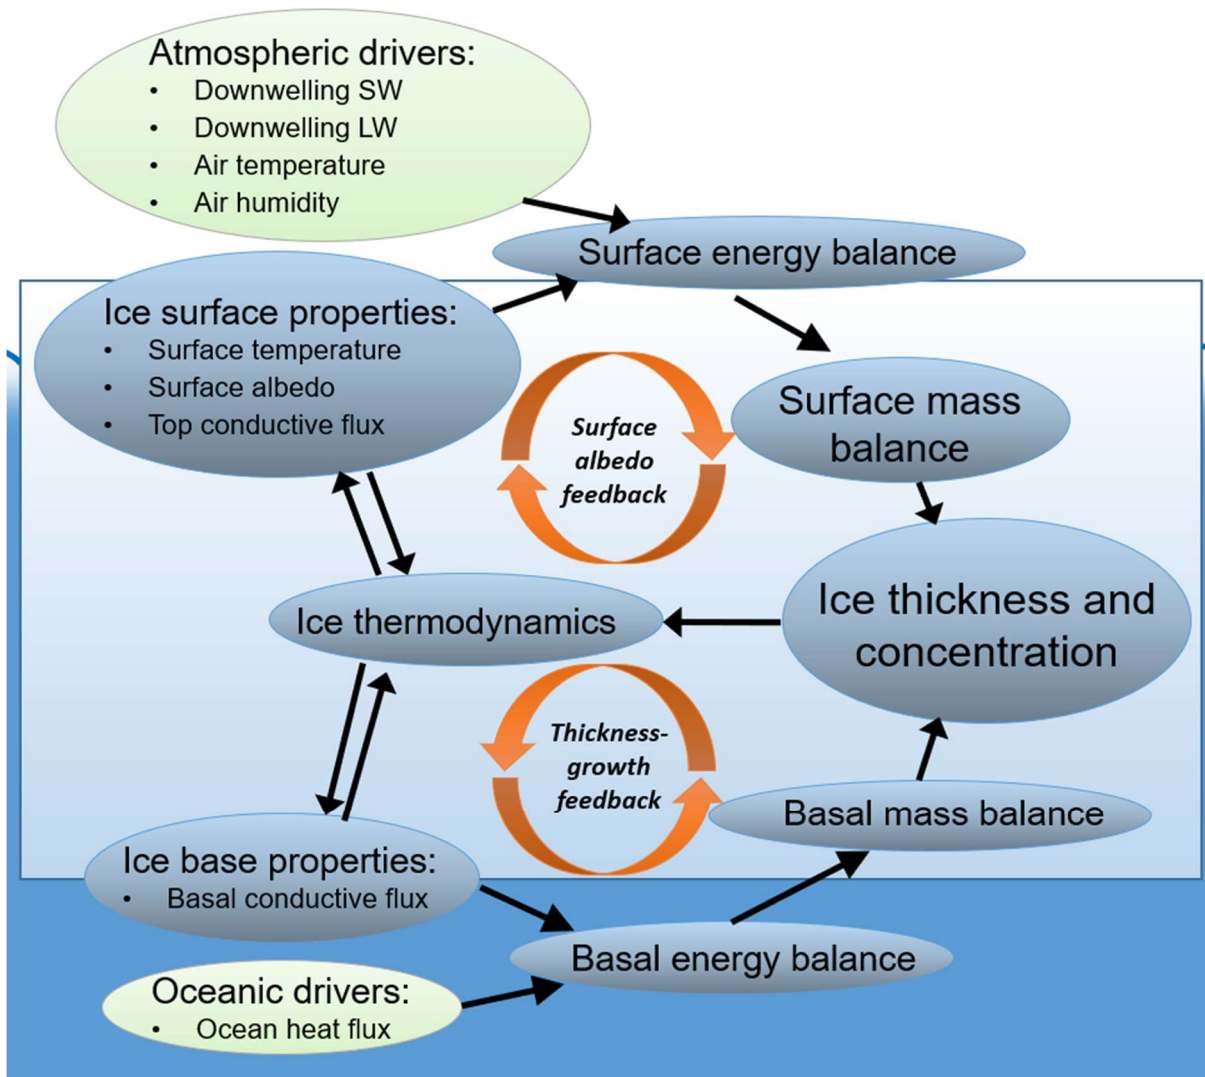 Atmospheric drivers:
• Downwelling SW
• Downwelling LW
• Air temperature
• Air humidity
Surface energy balance
Ice surface properties:
• Surface temperature
• Surface albedo
• Top conductive flux
Surface
albedo
feedback
Surface mass
balance
Ice thermodynamics
Ice thickness and
concentration
Thickness-
growth
feedback
Basal mass balance
Ice base properties:
• Basal conductive flux
Basal energy balance
Oceanic drivers:
• Ocean heat flux